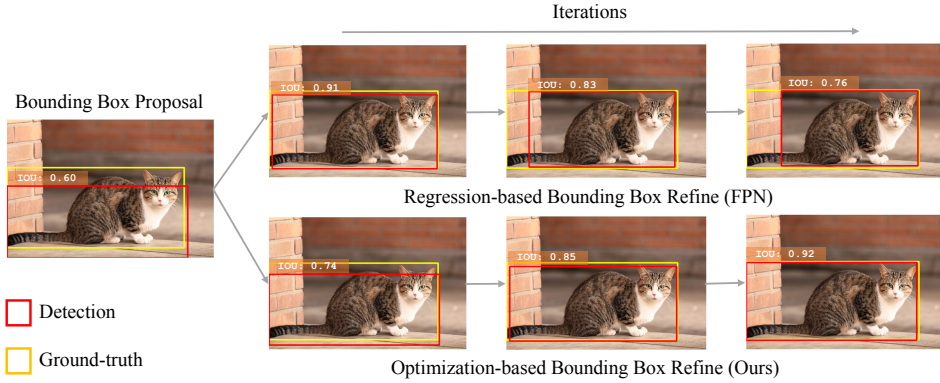 Iterations
Bounding Box Proposal
IOU: 0.60
IOU: 0.91
IOU: 0.83
IOU: 0.76
Regression-based Bounding Box Refine (FPN)
IOU: 0.74
IOU: 0.85
IOU: 0.92
Optimization-based Bounding Box Refine (Ours)
Detection
Ground-truth